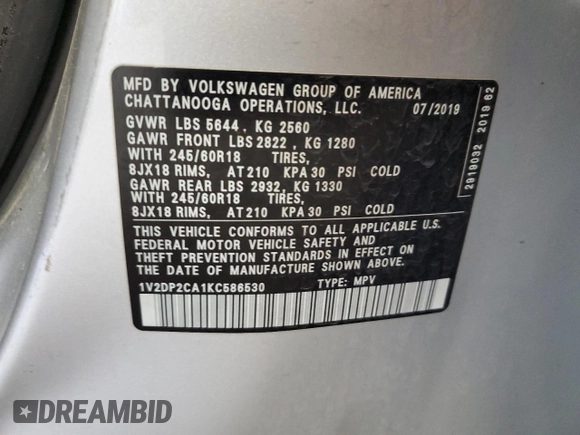 MFD BY VOLKSWAGEN GROUP OF AMERICA
CHATTANOOGA OPERATIONS, LLC. 07/2019
GVWR LBS 5644 , KG 2560
GAWR FRONT LBS 2822 , KG 1280
WITH 245/60R18 TIRES,
8JX18 RIMS, AT 210 KPA 30 PSI COLD
GAWR REAR LBS 2932, KG 1330
WITH 245/60R18 TIRES,
8JX18 RIMS, AT 210 KPA 30 PSI COLD
THIS VEHICLE CONFORMS TO ALL APPLICABLE U.S.
FEDERAL MOTOR VEHICLE SAFETY AND
THEFT PREVENTION STANDARDS IN EFFECT ON
THE DATE OF MANUFACTURE SHOWN ABOVE.
1V2DP2CA1KC586530 TYPE: MPV
2919032 2019 62
DREAMBID